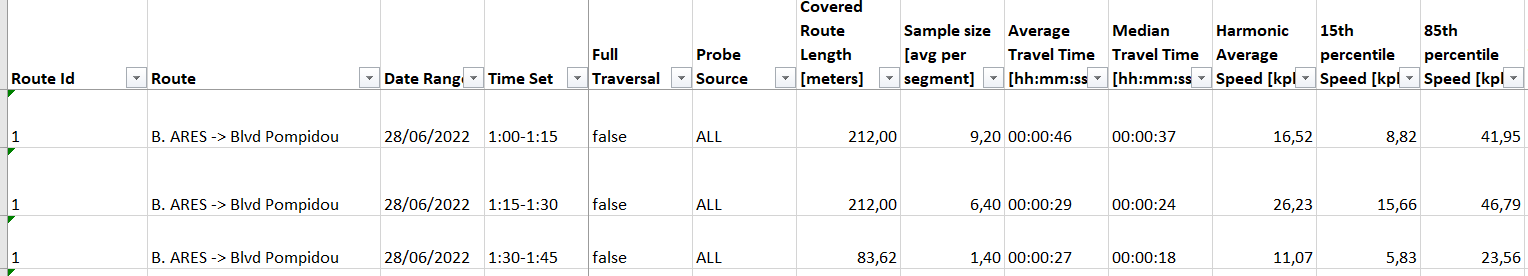 Route Id Route Date Rang Time Set Full Traversal Probe Source Covered Route Length [meters] Sample size [avg per segment] Average Travel Time [hh:mm:ss Median Travel Time [hh:mm:ss Harmonic Average Speed [kpl 15th percentile Speed [kpl 85th percentile Speed [kpl
1 B. ARES -> Blvd Pompidou 28/06/2022 1:00-1:15 false ALL 212,00 9,20 00:00:46 00:00:37 16,52 8,82 41,95
1 B. ARES -> Blvd Pompidou 28/06/2022 1:15-1:30 false ALL 212,00 6,40 00:00:29 00:00:24 26,23 15,66 46,79
1 B. ARES -> Blvd Pompidou 28/06/2022 1:30-1:45 false ALL 83,62 1,40 00:00:27 00:00:18 11,07 5,83 23,56